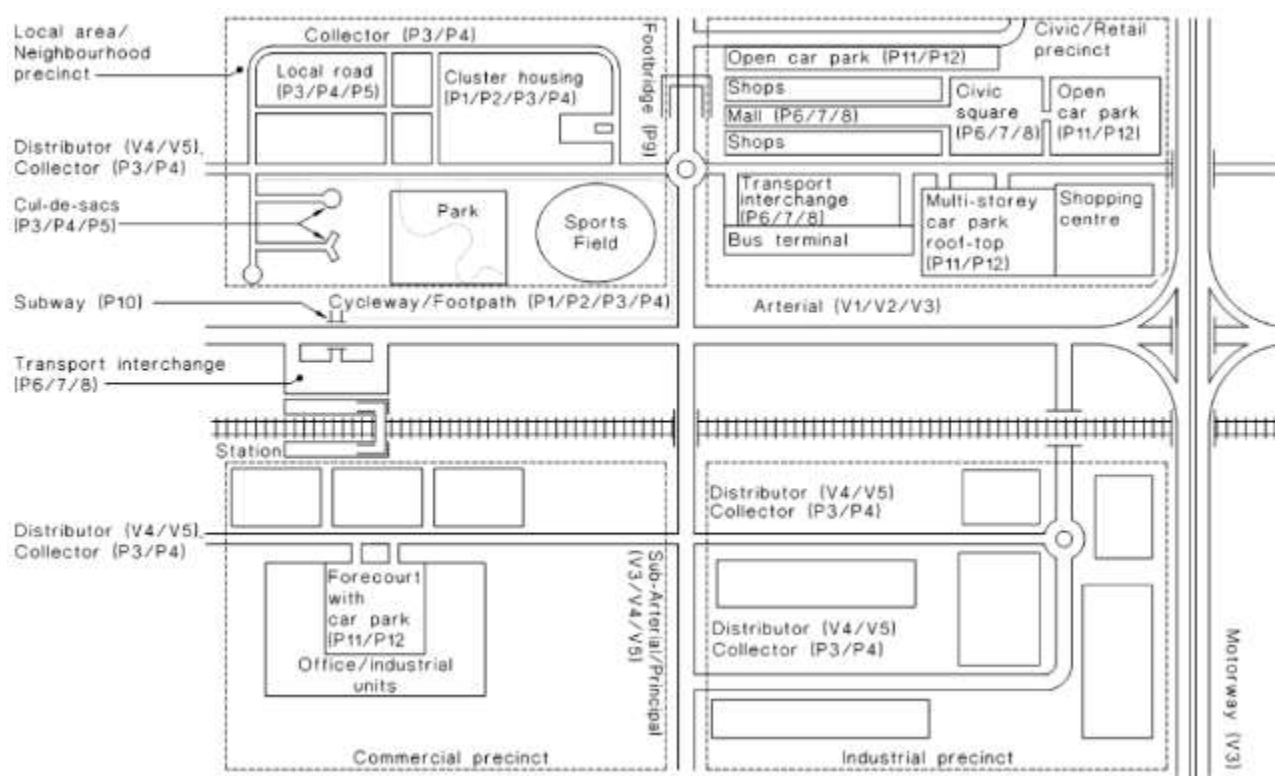 Local area/
Neighbourhood
precinct
Collector (P3/P4)
Local road
(P3/P4/P5)
Cluster housing
(P1/P2/P3/P4)
Footbridge (P9)
Civic/Retail
precinct
Open car park (P11/P12)
Shops
Mall (P6/7/8)
Shops
Civic
square
(P6/7/8)
Open
car park
(P11/P12)
Distributor (V4/V5),
Collector (P3/P4)
Cul-de-sacs
(P3/P4/P5)
Park
Sports
Field
Transport
interchange
(P6/7/8)
Bus terminal
Multi-storey
car park
roof-top
(P11/P12)
Shopping
centre
Subway (P10)
Cycleway/Footpath (P1/P2/P3/P4)
Arterial (V1/V2/V3)
Transport interchange
(P6/7/8)
Station
Distributor (V4/V5)
Collector (P3/P4)
Distributor (V4/V5),
Collector (P3/P4)
Forecourt
with
car park
(P11/P12
Office/industrial
units
Sub-Arterial/Principal
(V3/V4/V5)
Distributor (V4/V5)
Collector (P3/P4)
Motorway (V3)
Commercial precinct
Industrial precinct